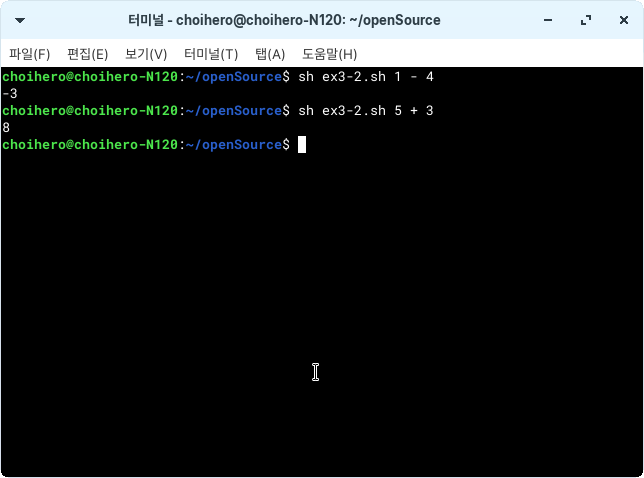 터미널 - choihero@choihero-N120: ~/openSource
파일(F) 편집(E) 보기(V) 터미널(T) 탭(A) 도움말(H)
choihero@choihero-N120:~/openSource$ sh ex3-2.sh 1 - 4
-3
choihero@choihero-N120:~/openSource$ sh ex3-2.sh 5 + 3
8
choihero@choihero-N120:~/openSource$